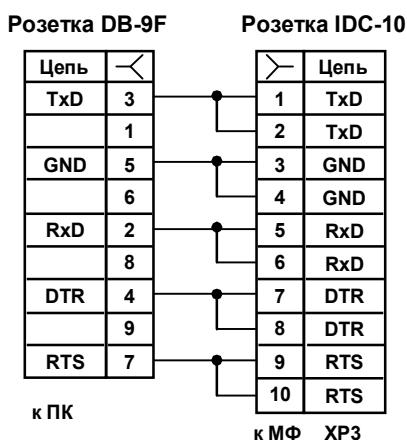 Розетка DB-9F Розетка IDC-10
Цепь Цепь
TxD 3 1 TxD
1 2 TxD
GND 5 3 GND
6 4 GND
RxD 2 5 RxD
8 6 RxD
DTR 4 7 DTR
9 8 DTR
RTS 7 9 RTS
10 RTS
к ПК
к МФ XP3